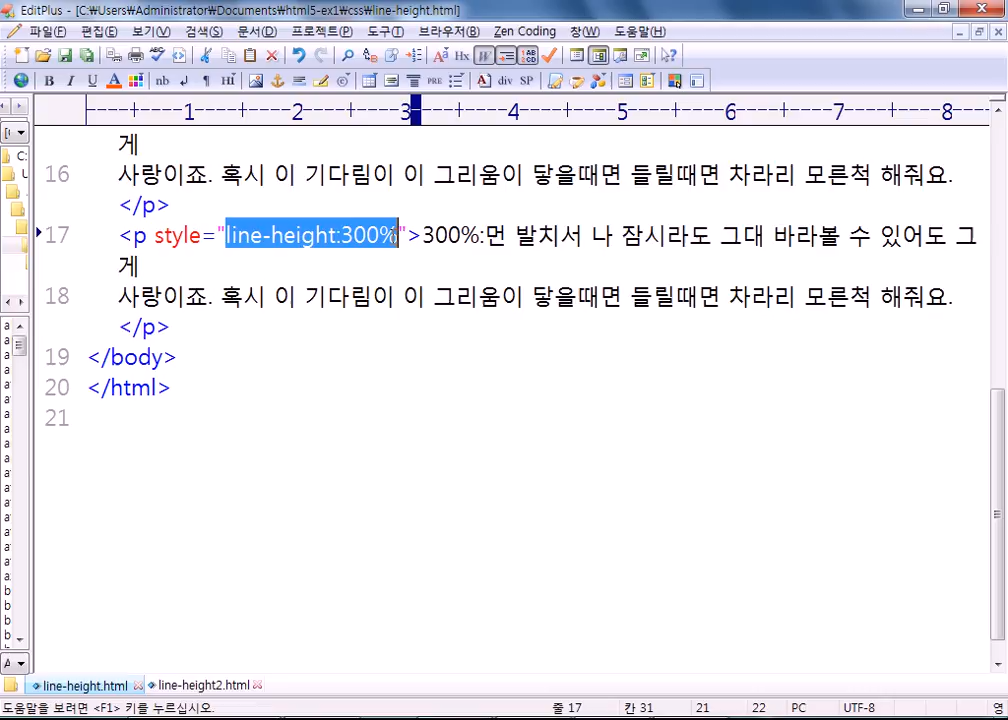 EditPlus - [C:₩Users₩Administrator₩Documents₩html5-ex1₩css₩line-height.html]
파일(F) 편집(E) 보기(V) 검색(S) 문서(D) 프로젝트(P) 도구(T) 브라우저(B) Zen Coding 창(W) 도움말(H)
Hx W
B I U A nb ¶ Hi PRE A div SP
----+----1----+----2----+----3----+----4----+----5----+----6----+----7----+----8
게
16 사랑이죠. 혹시 이 기다림이 이 그리움이 닿을때면 들릴때면 차라리 모른척 해줘요.
</p>
17 <p style="line-height:300%">300%:먼 발치서 나 잠시라도 그대 바라볼 수 있어도 그
게
18 사랑이죠. 혹시 이 기다림이 이 그리움이 닿을때면 들릴때면 차라리 모른척 해줘요.
</p>
19 </body>
20 </html>
21
C:
U
a
a
a
a
a
a
a
a
a
a
a
a
b
b
b
A
line-height.html line-height2.html
도움말을 보려면 <F1> 키를 누르십시오. 줄 17 칸 31 21 22 PC UTF-8 영